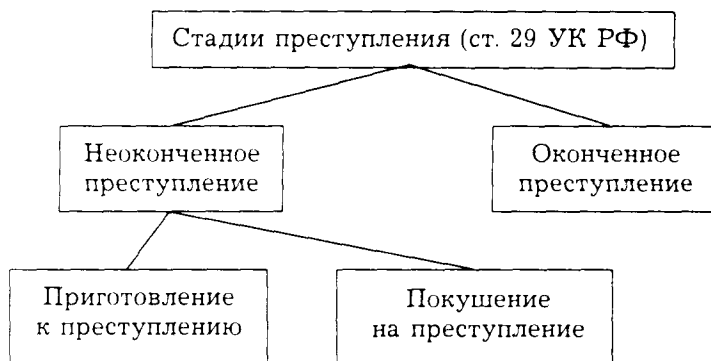 Стадии преступления (ст. 29 УК РФ)
Неоконченное
преступление
Оконченное
преступление
Приготовление
к преступлению
Покушение
на преступление